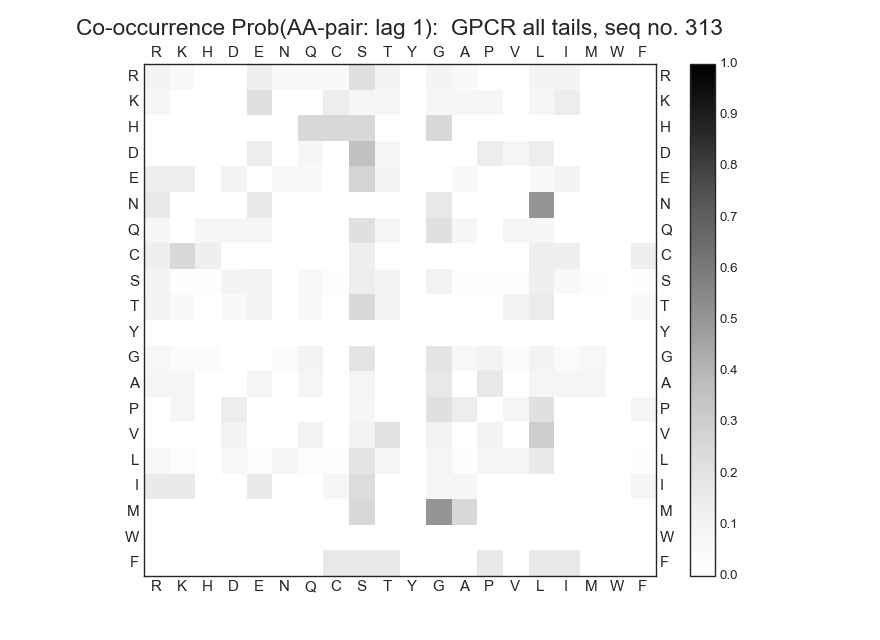 Co-occurrence Prob(AA-pair: lag 1):  GPCR all tails, seq no. 313
R K H D E N Q C S T Y G A P V L I M W F
R R 1.0
K K 0.9
H H
D D 0.8
E E
N N 0.7
Q Q 0.6
C C
S S
T T 0.5
Y Y
G G 0.4
A A
P P 0.3
V V
L L 0.2
I I
M M 0.1
W W
F F 0.0
R K H D E N Q C S T Y G A P V L I M W F